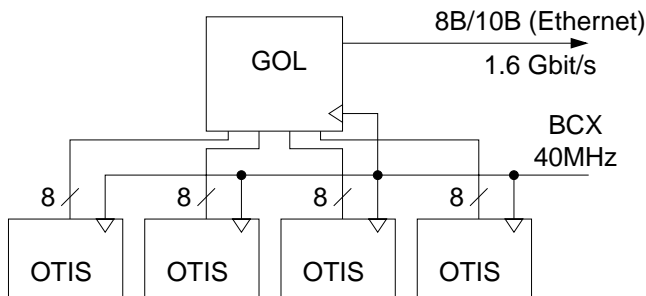 8B/10B (Ethernet)
GOL
1.6 Gbit/s
BCX
40MHz
8 8 8 8
OTIS OTIS OTIS OTIS